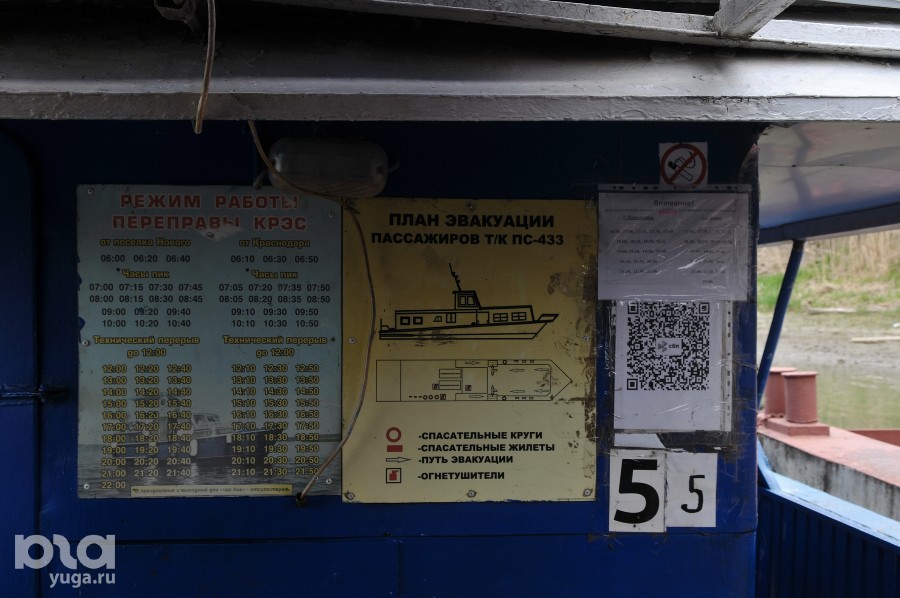 РЕЖИМ РАБОТЫ
ПЕРЕПРАВЫ КРЭС
от поселка Нового
06:00 06:20 06:40
Часы пик
07:00 07:15 07:30 07:45
08:00 08:15 08:30 08:45
09:00 09:20 09:40
10:00 10:20 10:40
Технический перерыв
до 12:00
12:00 12:20 12:40
13:00 13:20 13:40
14:00 14:20 14:40
15:00 15:20 15:40
16:00 16:20 16:40
17:00 17:20 17:40
18:00 18:20 18:40
19:00 19:20 19:40
20:00 20:20 20:40
21:00 21:20 21:40
22:00
от Краснодара
06:10 06:30 06:50
Часы пик
07:05 07:20 07:35 07:50
08:05 08:20 08:35 08:50
09:10 09:30 09:50
10:10 10:30 10:50
Технический перерыв
до 12:00
12:10 12:30 12:50
13:10 13:30 13:50
14:10 14:30 14:50
15:10 15:30 15:50
16:10 16:30 16:50
17:10 17:30 17:50
18:10 18:30 18:50
19:10 19:30 19:50
20:10 20:30 20:50
21:10 21:30 21:50
ПЛАН ЭВАКУАЦИИ
ПАССАЖИРОВ Т/К ПС-433
-СПАСАТЕЛЬНЫЕ КРУГИ
-СПАСАТЕЛЬНЫЕ ЖИЛЕТЫ
-ПУТЬ ЭВАКУАЦИИ
-ОГНЕТУШИТЕЛИ
Внимание!
сбп
5 5
yuga.ru